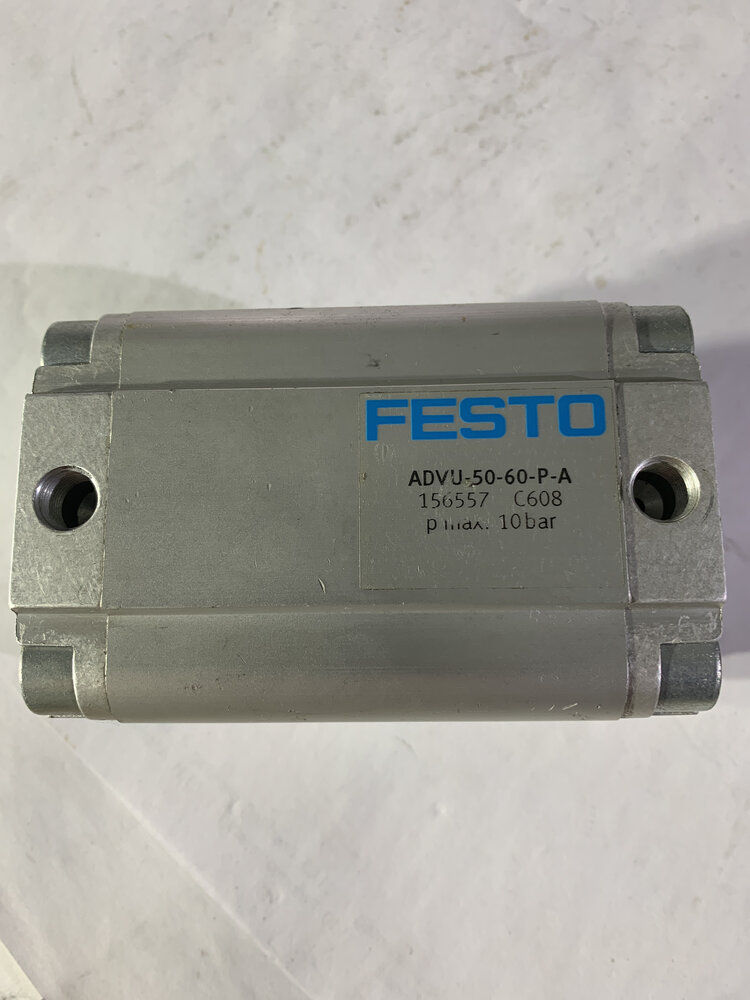 FESTO
ADVU-50-60-P-A
156557 C608
p max. 10bar